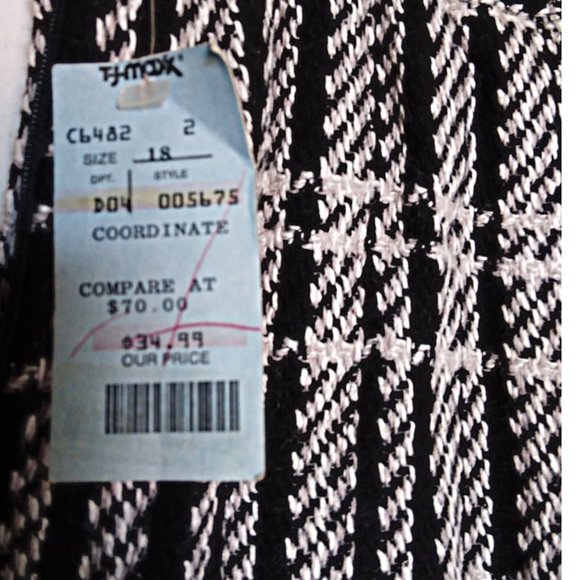 T·J·maxx
C6482 2
SIZE 18
DPT. STYLE
D04 005675
COORDINATE
COMPARE AT
$70.00
$34.99
OUR PRICE